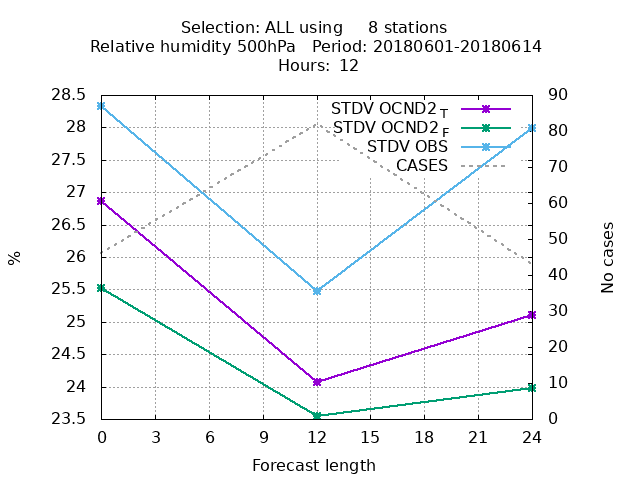 Selection: ALL using     8 stations
Relative humidity 500hPa   Period: 20180601-20180614
Hours:  12
28.5
28
27.5
27
26.5
26
25.5
25
24.5
24
23.5
%
STDV OCND2_T
STDV OCND2_F
STDV OBS
CASES
90
80
70
60
50
40
30
20
10
0
No cases
0 3 6 9 12 15 18 21 24
Forecast length